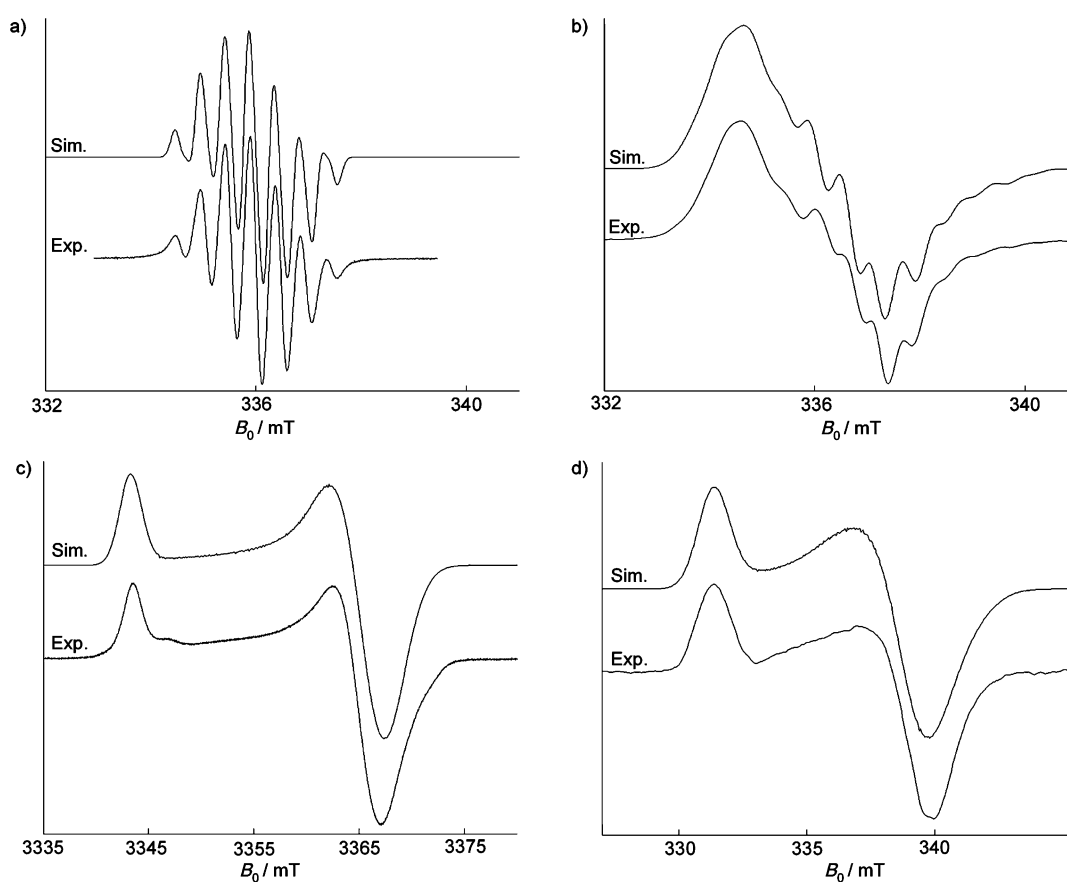 a)
Sim.
Exp.
332
336
340
B0 / mT
b)
Sim.
Exp.
332
336
340
B0 / mT
c)
Sim.
Exp.
3335
3345
3355
3365
3375
B0 / mT
d)
Sim.
Exp.
330
335
340
B0 / mT